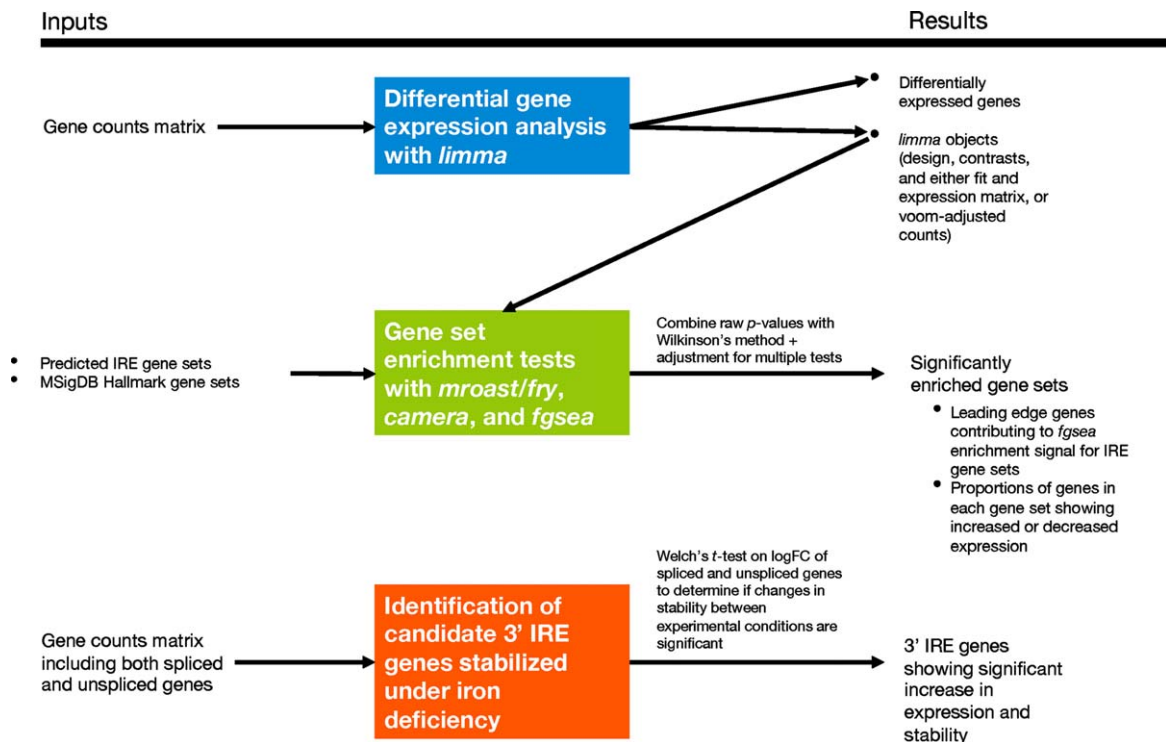 Inputs
Results
Gene counts matrix
Differential gene
expression analysis
with limma
• Differentially
expressed genes
• limma objects
(design, contrasts,
and either fit and
expression matrix, or
voom-adjusted
counts)
• Predicted IRE gene sets
• MSigDB Hallmark gene sets
Gene set
enrichment tests
with mroast/fry,
camera, and fgsea
Combine raw p-values with
Wilkinson's method +
adjustment for multiple tests
Significantly
enriched gene sets
• Leading edge genes
contributing to fgsea
enrichment signal for IRE
gene sets
• Proportions of genes in
each gene set showing
increased or decreased
expression
Gene counts matrix
including both spliced
and unspliced genes
Identification of
candidate 3' IRE
genes stabilized
under iron
deficiency
Welch's t-test on logFC of
spliced and unspliced genes
to determine if changes in
stability between
experimental conditions are
significant
3' IRE genes
showing significant
increase in
expression and
stability